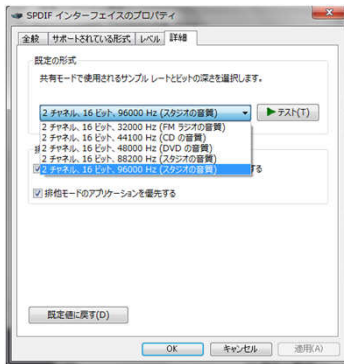 SPDIF インターフェイスのプロパティ
全般 サポートされている形式 レベル 詳細
既定の形式
共有モードで使用されるサンプル レートとビットの深さを選択します。
2 チャネル、16 ビット、96000 Hz (スタジオの音質) テスト(T)
2 チャネル、16 ビット、32000 Hz (FM ラジオの音質)
2 チャネル、16 ビット、44100 Hz (CD の音質)
2 チャネル、16 ビット、48000 Hz (DVD の音質)
2 チャネル、16 ビット、88200 Hz (スタジオの音質)
2 チャネル、16 ビット、96000 Hz (スタジオの音質)
する
排他モードのアプリケーションを優先する
既定値に戻す(D)
OK キャンセル 適用(A)